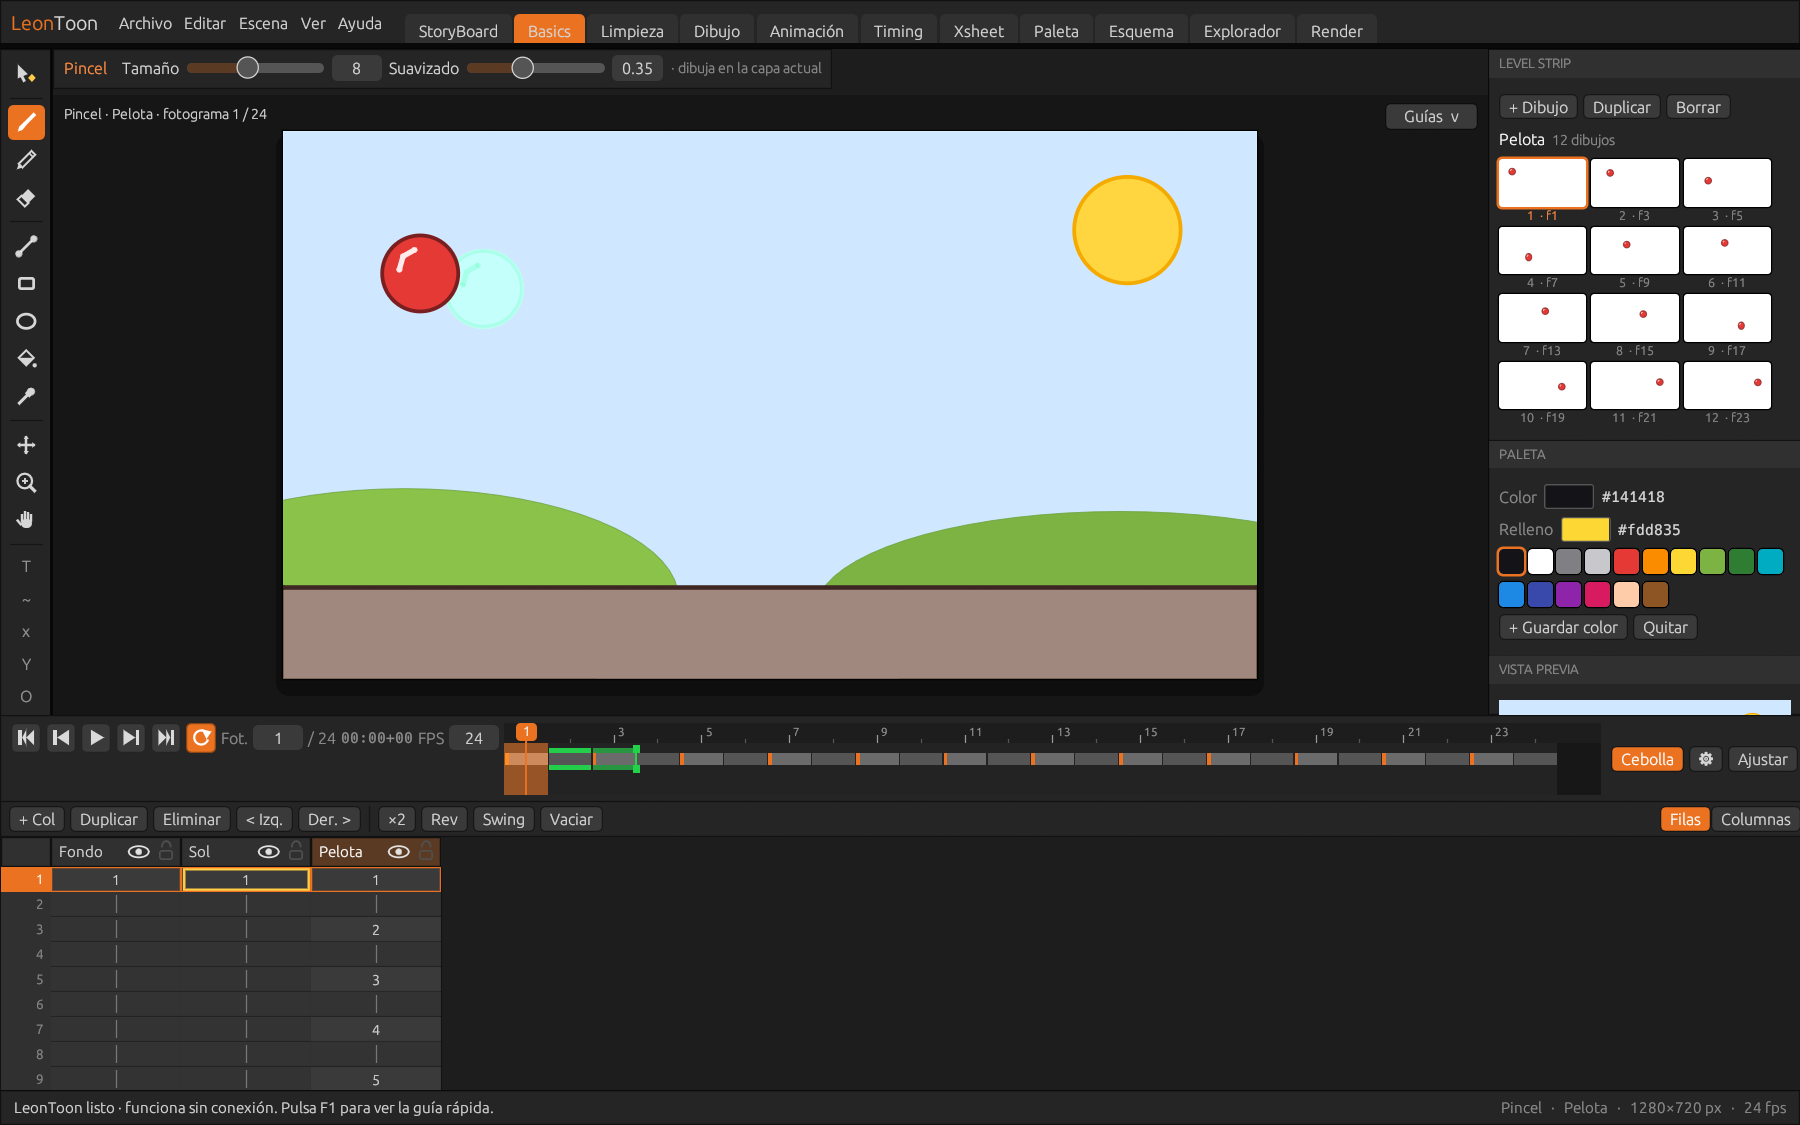 LeonToon Archivo Editar Escena Ver Ayuda StoryBoard Basics Limpieza Dibujo Animación Timing Xsheet Paleta Esquema Explorador Render
Pincel Tamaño 8 Suavizado 0.35 · dibuja en la capa actual
Pincel · Pelota · fotograma 1 / 24
Guías v
LEVEL STRIP
+ Dibujo Duplicar Borrar
Pelota 12 dibujos
1 · f1 2 · f3 3 · f5
4 · f7 5 · f9 6 · f11
7 · f13 8 · f15 9 · f17
10 · f19 11 · f21 12 · f23
PALETA
Color #141418
Relleno #fdd835
+ Guardar color Quitar
VISTA PREVIA
T
~
x
Y
O
Fot. 1 / 24 00:00+00 FPS 24
1 3 5 7 9 11 13 15 17 19 21 23
Cebolla Ajustar
+ Col Duplicar Eliminar < Izq. Der. > ×2 Rev Swing Vaciar
Filas Columnas
Fondo Sol Pelota
1 1 1 1
2
3 2
4
5 3
6
7 4
8
9 5
LeonToon listo · funciona sin conexión. Pulsa F1 para ver la guía rápida.
Pincel · Pelota · 1280×720 px · 24 fps